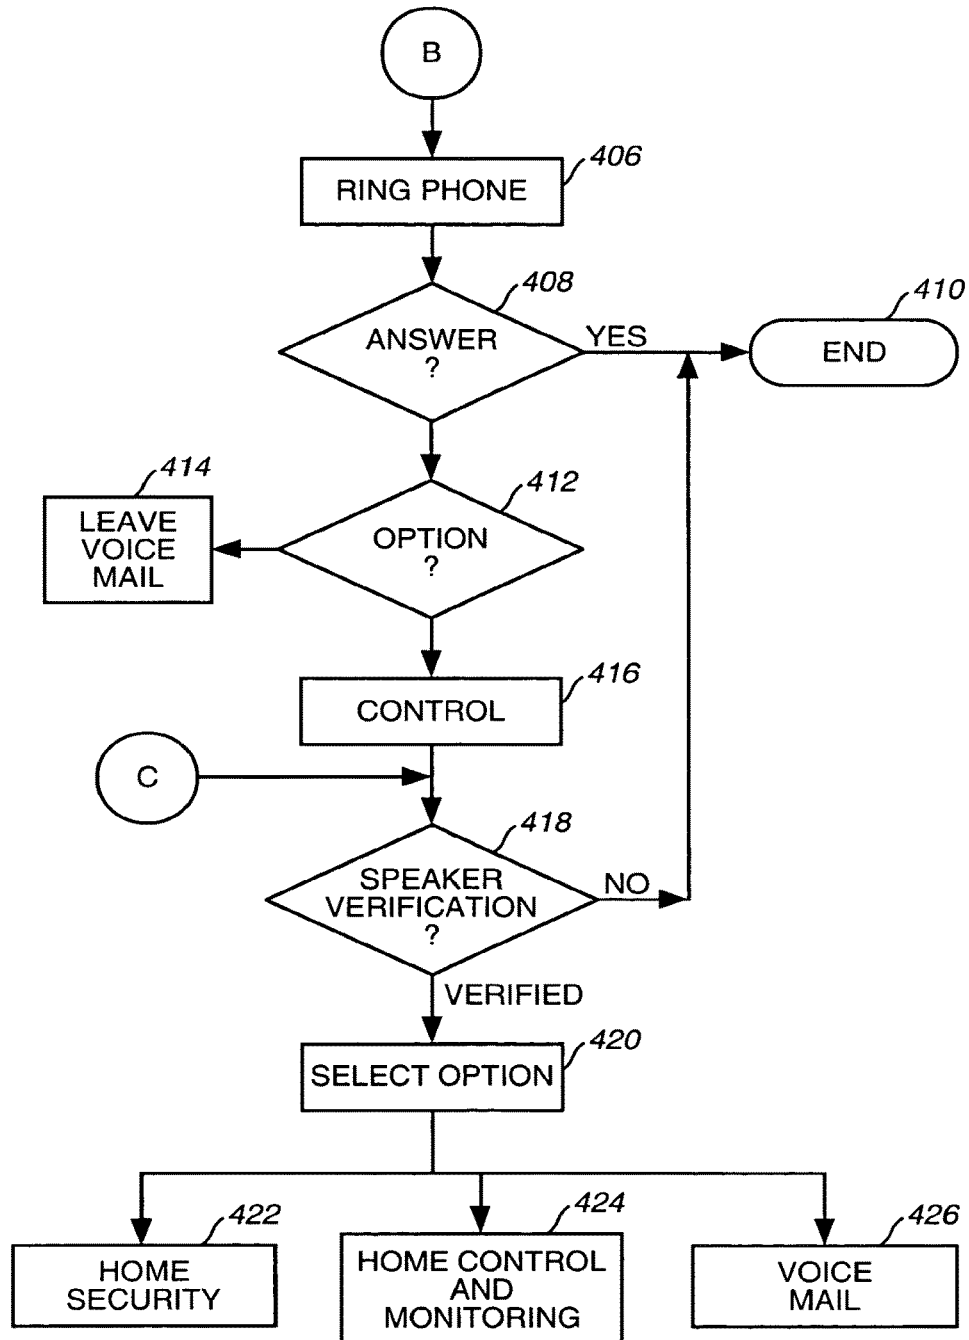 B
406
RING PHONE
408
410
ANSWER
?
YES
END
414
412
LEAVE
VOICE
MAIL
OPTION
?
416
CONTROL
C
418
SPEAKER
VERIFICATION
?
NO
VERIFIED
420
SELECT OPTION
422
424
426
HOME
SECURITY
HOME CONTROL
AND
MONITORING
VOICE
MAIL